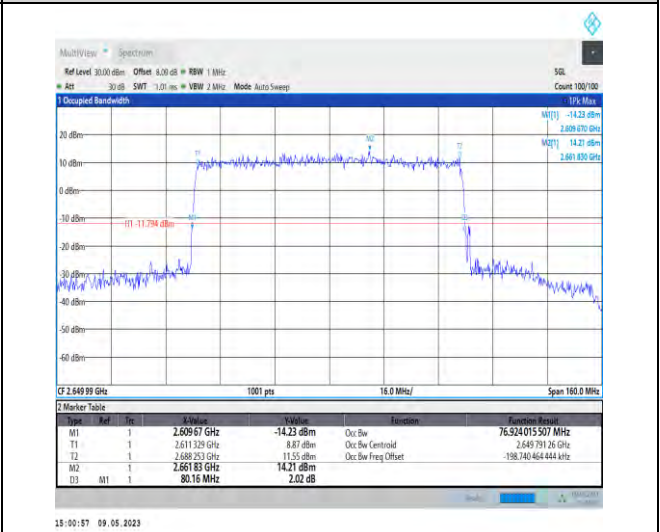 MultiView Spectrum
Ref Level 30.00 dBm Offset 8.00 dB RBW 1 MHz SGL
Att 30 dB SWT 1.01 ms VBW 2 MHz Mode Auto Sweep Count 100/100
1 Occupied Bandwidth 1Pk Max
M1[1] -14.23 dBm
2.609 670 GHz
M2[1] 14.21 dBm
2.661 830 GHz
20 dBm
M2
T1
T2
10 dBm
0 dBm
-10 dBm
M1
H1 -11.794 dBm
D3
-20 dBm
-30 dBm
-40 dBm
-50 dBm
-60 dBm
CF 2.649 99 GHz 1001 pts 16.0 MHz/ Span 160.0 MHz
2 Marker Table
Type Ref Trc X-Value Y-Value Function Function Result
M1 1 2.609 67 GHz -14.23 dBm Occ Bw 76.924 015 507 MHz
T1 1 2.611 329 GHz 8.87 dBm Occ Bw Centroid 2.649 791 26 GHz
T2 1 2.688 253 GHz 11.55 dBm Occ Bw Freq Offset -198.740 464 444 kHz
M2 1 2.661 83 GHz 14.21 dBm
D3 M1 1 80.16 MHz 2.02 dB
15:00:57 09.05.2023